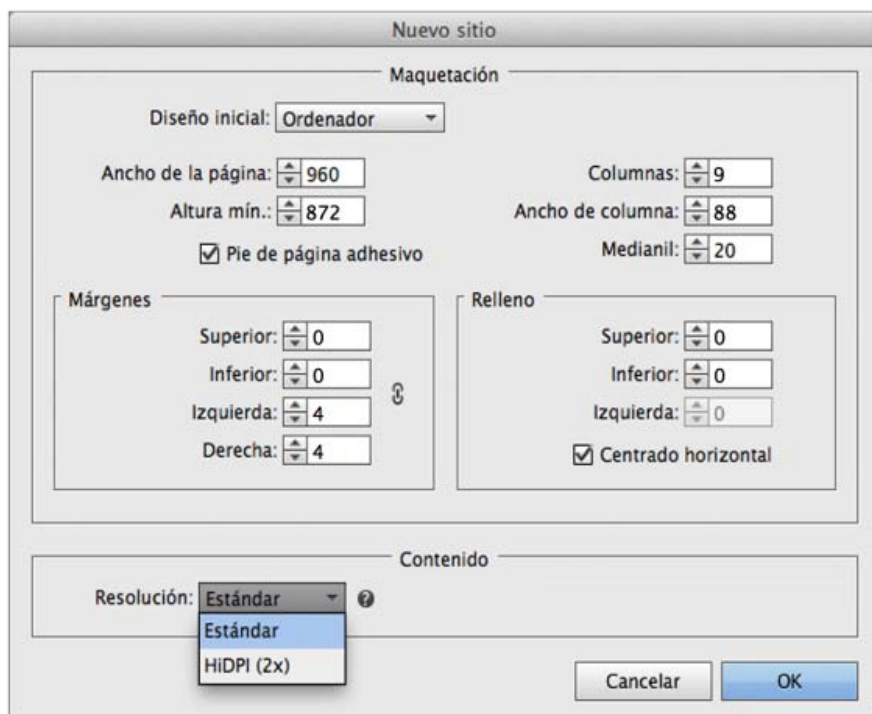 Nuevo sitio
Maquetación
Diseño inicial: Ordenador
Ancho de la página: 960
Altura mín.: 872
Pie de página adhesivo
Columnas: 9
Ancho de columna: 88
Medianil: 20
Márgenes
Superior: 0
Inferior: 0
Izquierda: 4
Derecha: 4
Relleno
Superior: 0
Inferior: 0
Izquierda: 0
Centrado horizontal
Contenido
Resolución: Estándar ?
Estándar
HiDPI (2x)
Cancelar
OK